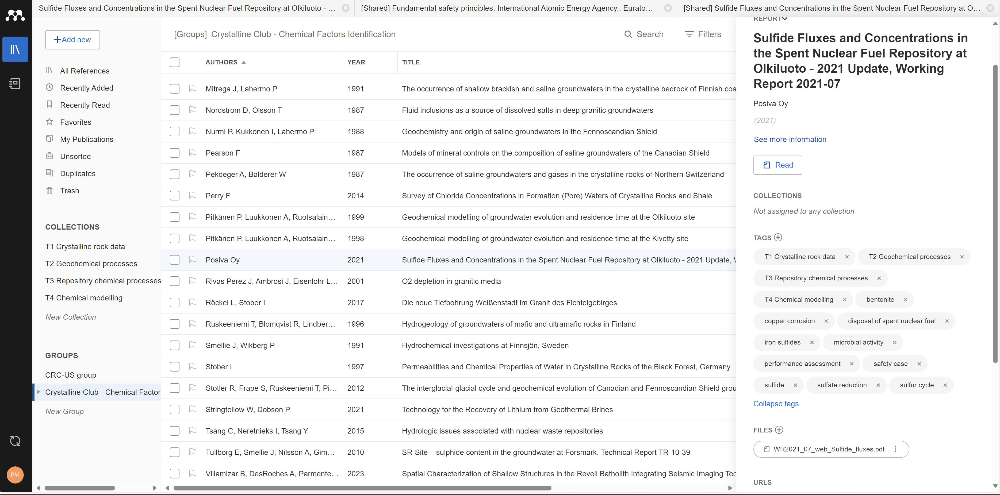 Sulfide Fluxes and Concentrations in the Spent Nuclear Fuel Repository at Olkiluoto - ...
[Shared] Fundamental safety principles, International Atomic Energy Agency., Eurato...
[Shared] Sulfide Fluxes and Concentrations in the Spent Nuclear Fuel Repository at O...
Add new
All References
Recently Added
Recently Read
Favorites
My Publications
Unsorted
Duplicates
Trash
COLLECTIONS
T1 Crystalline rock data
T2 Geochemical processes
T3 Repository chemical processes
T4 Chemical modelling
New Collection
GROUPS
CRC-US group
Crystalline Club - Chemical Factor
New Group
PM
[Groups] Crystalline Club - Chemical Factors Identification
Search
Filters
AUTHORS YEAR TITLE
Mitrega J, Lahermo P 1991 The occurrence of shallow brackish and saline groundwaters in the crystalline bedrock of Finnish coa
Nordstrom D, Olsson T 1987 Fluid inclusions as a source of dissolved salts in deep granitic groundwaters
Nurmi P, Kukkonen I, Lahermo P 1988 Geochemistry and origin of saline groundwaters in the Fennoscandian Shield
Pearson F 1987 Models of mineral controls on the composition of saline groundwaters of the Canadian Shield
Pekdeger A, Balderer W 1987 The occurrence of saline groundwaters and gases in the crystalline rocks of Northern Switzerland
Perry F 2014 Survey of Chloride Concentrations in Formation (Pore) Waters of Crystalline Rocks and Shale
Pitkänen P, Luukkonen A, Ruotsalain... 1999 Geochemical modelling of groundwater evolution and residence time at the Olkiluoto site
Pitkänen P, Luukkonen A, Ruotsalain... 1998 Geochemical modelling of groundwater evolution and residence time at the Kivetty site
Posiva Oy 2021 Sulfide Fluxes and Concentrations in the Spent Nuclear Fuel Repository at Olkiluoto - 2021 Update, W
Rivas Perez J, Ambrosi J, Eisenlohr L... 2001 O2 depletion in granitic media
Röckel L, Stober I 2017 Die neue Tiefbohrung Weißenstadt im Granit des Fichtelgebirges
Ruskeeniemi T, Blomqvist R, Lindber... 1996 Hydrogeology of groundwaters of mafic and ultramafic rocks in Finland
Smellie J, Wikberg P 1991 Hydrochemical investigations at Finnsjön, Sweden
Stober I 1997 Permeabilities and Chemical Properties of Water in Crystalline Rocks of the Black Forest, Germany
Stotler R, Frape S, Ruskeeniemi T, Pi... 2012 The interglacial-glacial cycle and geochemical evolution of Canadian and Fennoscandian Shield grou
Stringfellow W, Dobson P 2021 Technology for the Recovery of Lithium from Geothermal Brines
Tsang C, Neretnieks I, Tsang Y 2015 Hydrologic issues associated with nuclear waste repositories
Tullborg E, Smellie J, Nilsson A, Gim... 2010 SR-Site – sulphide content in the groundwater at Forsmark. Technical Report TR-10-39
Villamizar B, DesRoches A, Parmente... 2023 Spatial Characterization of Shallow Structures in the Revell Batholith Integrating Seismic Imaging Tec
REPORT
Sulfide Fluxes and Concentrations in
the Spent Nuclear Fuel Repository at
Olkiluoto - 2021 Update, Working
Report 2021-07
Posiva Oy
(2021)
See more information
Read
COLLECTIONS
Not assigned to any collection
TAGS
T1 Crystalline rock data × T2 Geochemical processes ×
T3 Repository chemical processes ×
T4 Chemical modelling × bentonite ×
copper corrosion × disposal of spent nuclear fuel ×
iron sulfides × microbial activity ×
performance assessment × safety case ×
sulfide × sulfate reduction × sulfur cycle ×
Collapse tags
FILES
WR2021_07_web_Sulfide_fluxes.pdf
URLS